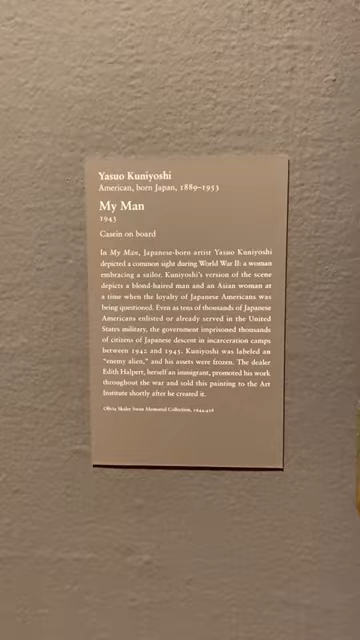 Yasuo Kuniyoshi
American, born Japan, 1889–1953
My Man
1943
Casein on board
In My Man, Japanese-born artist Yasuo Kuniyoshi
depicted a common sight during World War II: a woman
embracing a sailor. Kuniyoshi's version of the scene
depicts a blond-haired man and an Asian woman at
a time when the loyalty of Japanese Americans was
being questioned. Even as tens of thousands of Japanese
Americans enlisted or already served in the United
States military, the government imprisoned thousands
of citizens of Japanese descent in incarceration camps
between 1942 and 1945. Kuniyoshi was labeled an
"enemy alien," and his assets were frozen. The dealer
Edith Halpert, herself an immigrant, promoted his work
throughout the war and sold this painting to the Art
Institute shortly after he created it.
Olivia Shaler Swan Memorial Collection,